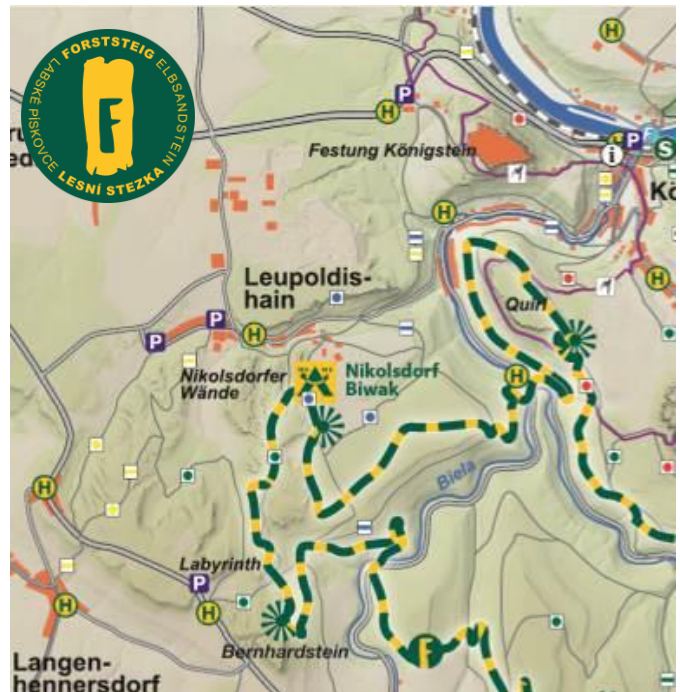 FORSTSTEIG ELBSANDSTEIN
LABSKÉ PÍSKOVCE LESNÍ STEZKA
F
H
P
Festung Königstein
H
P
F
i
S
Kö
H
H
Leupoldis-
hain
Quirl
H
P
P
H
Nikolsdorfer
Wände
Nikolsdorf
Biwak
H
Biela
H
Labyrinth
P
H
H
Bernhardstein
F
Langen-
hennersdorf